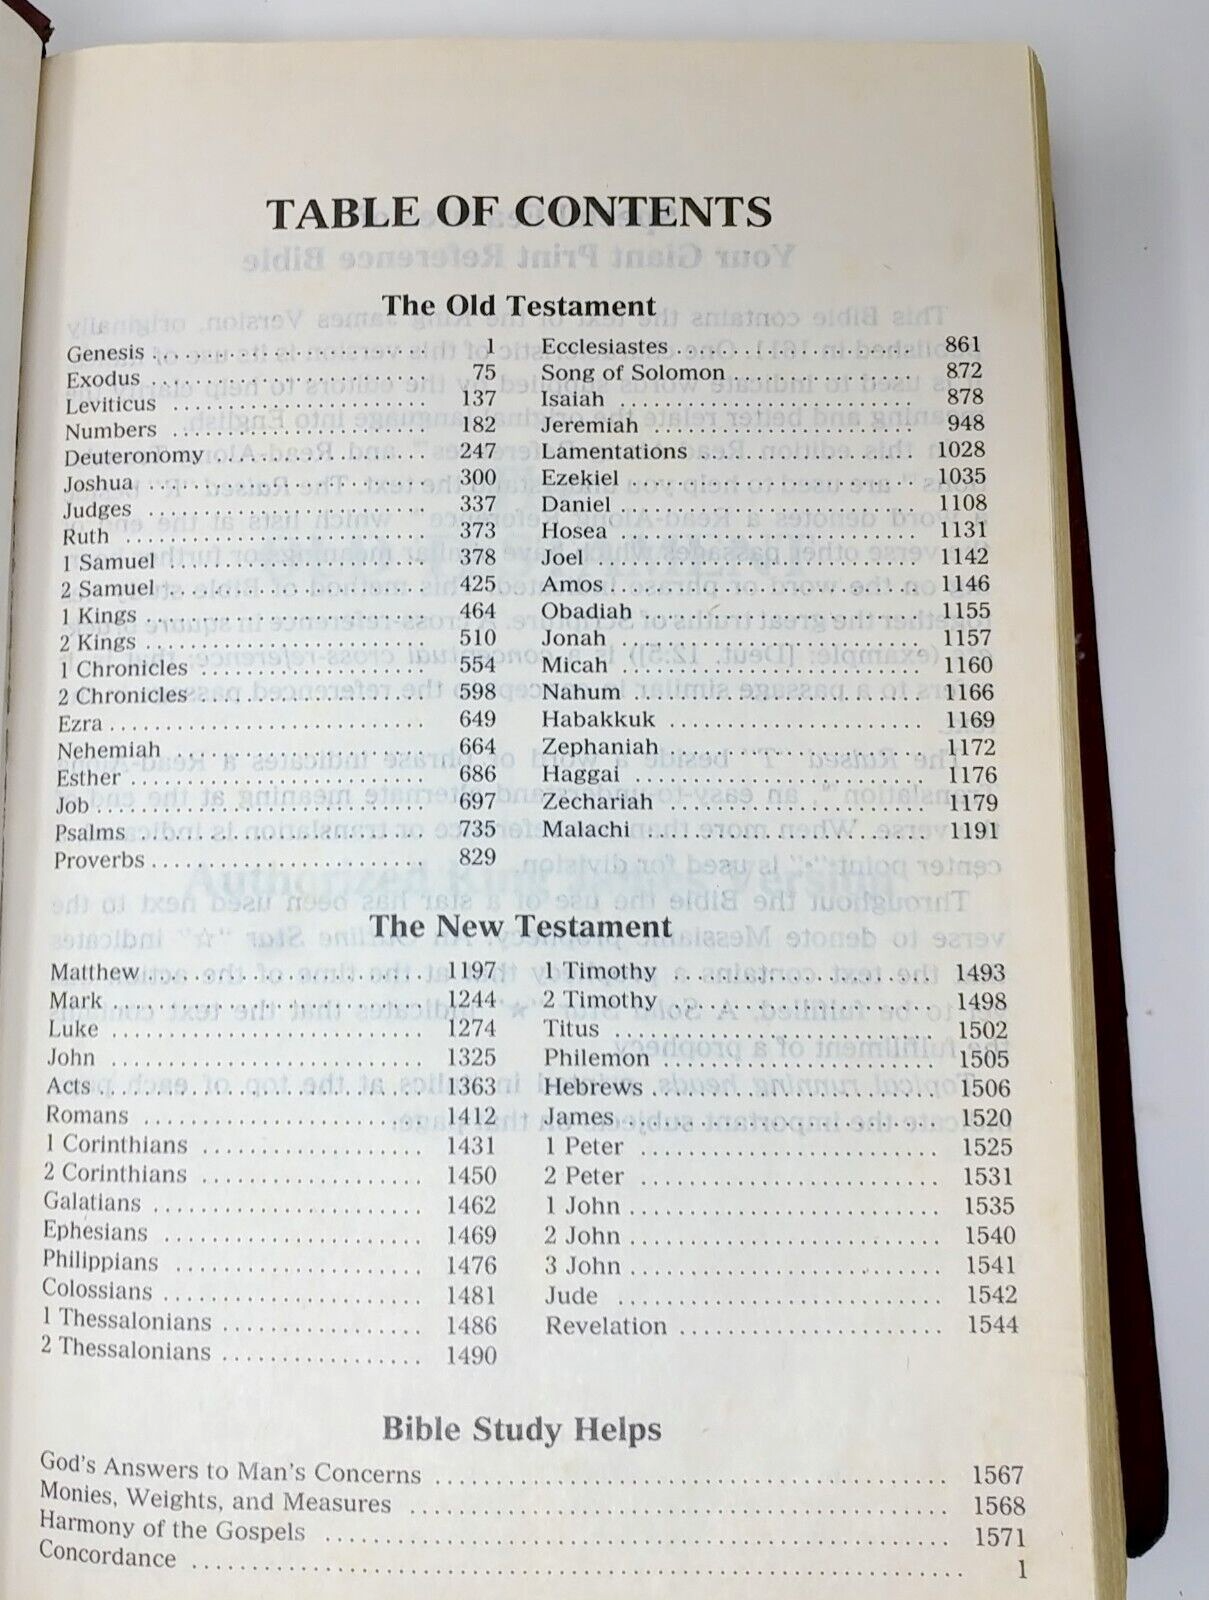 TABLE OF CONTENTS
The Old Testament
Genesis . . . . . . . . . . . . . . . . . . . . . . 1
Exodus . . . . . . . . . . . . . . . . . . . . . . 75
Leviticus . . . . . . . . . . . . . . . . . . . . . 137
Numbers . . . . . . . . . . . . . . . . . . . . . 182
Deuteronomy . . . . . . . . . . . . . . . . . . 247
Joshua . . . . . . . . . . . . . . . . . . . . . . 300
Judges . . . . . . . . . . . . . . . . . . . . . . 337
Ruth . . . . . . . . . . . . . . . . . . . . . . . 373
1 Samuel . . . . . . . . . . . . . . . . . . . . . 378
2 Samuel . . . . . . . . . . . . . . . . . . . . . 425
1 Kings . . . . . . . . . . . . . . . . . . . . . . 464
2 Kings . . . . . . . . . . . . . . . . . . . . . . 510
1 Chronicles . . . . . . . . . . . . . . . . . . . 554
2 Chronicles . . . . . . . . . . . . . . . . . . . 598
Ezra . . . . . . . . . . . . . . . . . . . . . . . 649
Nehemiah . . . . . . . . . . . . . . . . . . . . 664
Esther . . . . . . . . . . . . . . . . . . . . . . 686
Job . . . . . . . . . . . . . . . . . . . . . . . . 697
Psalms . . . . . . . . . . . . . . . . . . . . . . 735
Proverbs . . . . . . . . . . . . . . . . . . . . . 829
Ecclesiastes . . . . . . . . . . . . . . . . . . . 861
Song of Solomon . . . . . . . . . . . . . . . 872
Isaiah . . . . . . . . . . . . . . . . . . . . . . . 878
Jeremiah . . . . . . . . . . . . . . . . . . . . . 948
Lamentations . . . . . . . . . . . . . . . . . . 1028
Ezekiel . . . . . . . . . . . . . . . . . . . . . . 1035
Daniel . . . . . . . . . . . . . . . . . . . . . . 1108
Hosea . . . . . . . . . . . . . . . . . . . . . . 1131
Joel . . . . . . . . . . . . . . . . . . . . . . . . 1142
Amos . . . . . . . . . . . . . . . . . . . . . . . 1146
Obadiah . . . . . . . . . . . . . . . . . . . . . 1155
Jonah . . . . . . . . . . . . . . . . . . . . . . 1157
Micah . . . . . . . . . . . . . . . . . . . . . . 1160
Nahum . . . . . . . . . . . . . . . . . . . . . 1166
Habakkuk . . . . . . . . . . . . . . . . . . . 1169
Zephaniah . . . . . . . . . . . . . . . . . . . 1172
Haggai . . . . . . . . . . . . . . . . . . . . . 1176
Zechariah . . . . . . . . . . . . . . . . . . . 1179
Malachi . . . . . . . . . . . . . . . . . . . . . 1191
The New Testament
Matthew . . . . . . . . . . . . . . . . . . . . . 1197
Mark . . . . . . . . . . . . . . . . . . . . . . . 1244
Luke . . . . . . . . . . . . . . . . . . . . . . . 1274
John . . . . . . . . . . . . . . . . . . . . . . . 1325
Acts . . . . . . . . . . . . . . . . . . . . . . . 1363
Romans . . . . . . . . . . . . . . . . . . . . . 1412
1 Corinthians . . . . . . . . . . . . . . . . . . 1431
2 Corinthians . . . . . . . . . . . . . . . . . . 1450
Galatians . . . . . . . . . . . . . . . . . . . . 1462
Ephesians . . . . . . . . . . . . . . . . . . . 1469
Philippians . . . . . . . . . . . . . . . . . . . 1476
Colossians . . . . . . . . . . . . . . . . . . . 1481
1 Thessalonians . . . . . . . . . . . . . . . . 1486
2 Thessalonians . . . . . . . . . . . . . . . . 1490
1 Timothy . . . . . . . . . . . . . . . . . . . . 1493
2 Timothy . . . . . . . . . . . . . . . . . . . . 1498
Titus . . . . . . . . . . . . . . . . . . . . . . . 1502
Philemon . . . . . . . . . . . . . . . . . . . . 1505
Hebrews . . . . . . . . . . . . . . . . . . . . . 1506
James . . . . . . . . . . . . . . . . . . . . . . 1520
1 Peter . . . . . . . . . . . . . . . . . . . . . 1525
2 Peter . . . . . . . . . . . . . . . . . . . . . 1531
1 John . . . . . . . . . . . . . . . . . . . . . . 1535
2 John . . . . . . . . . . . . . . . . . . . . . . 1540
3 John . . . . . . . . . . . . . . . . . . . . . . 1541
Jude . . . . . . . . . . . . . . . . . . . . . . . 1542
Revelation . . . . . . . . . . . . . . . . . . . 1544
Bible Study Helps
God's Answers to Man's Concerns . . . . . . . . . . . . . . . . . . . . . . . . . 1567
Monies, Weights, and Measures . . . . . . . . . . . . . . . . . . . . . . . . . . 1568
Harmony of the Gospels . . . . . . . . . . . . . . . . . . . . . . . . . . . . . . 1571
Concordance . . . . . . . . . . . . . . . . . . . . . . . . . . . . . . . . . . . . . 1